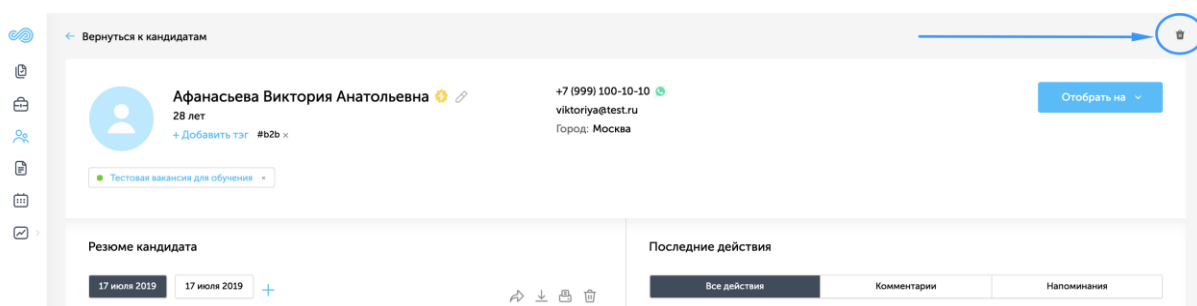 ← Вернуться к кандидатам
Афанасьева Виктория Анатольевна
28 лет
+ Добавить тэг #b2b ×
+7 (999) 100-10-10
viktoriya@test.ru
Город: Москва
Отобрать на
Тестовая вакансия для обучения ×
Резюме кандидата
17 июля 2019 17 июля 2019 +
Последние действия
Все действия Комментарии Напоминания